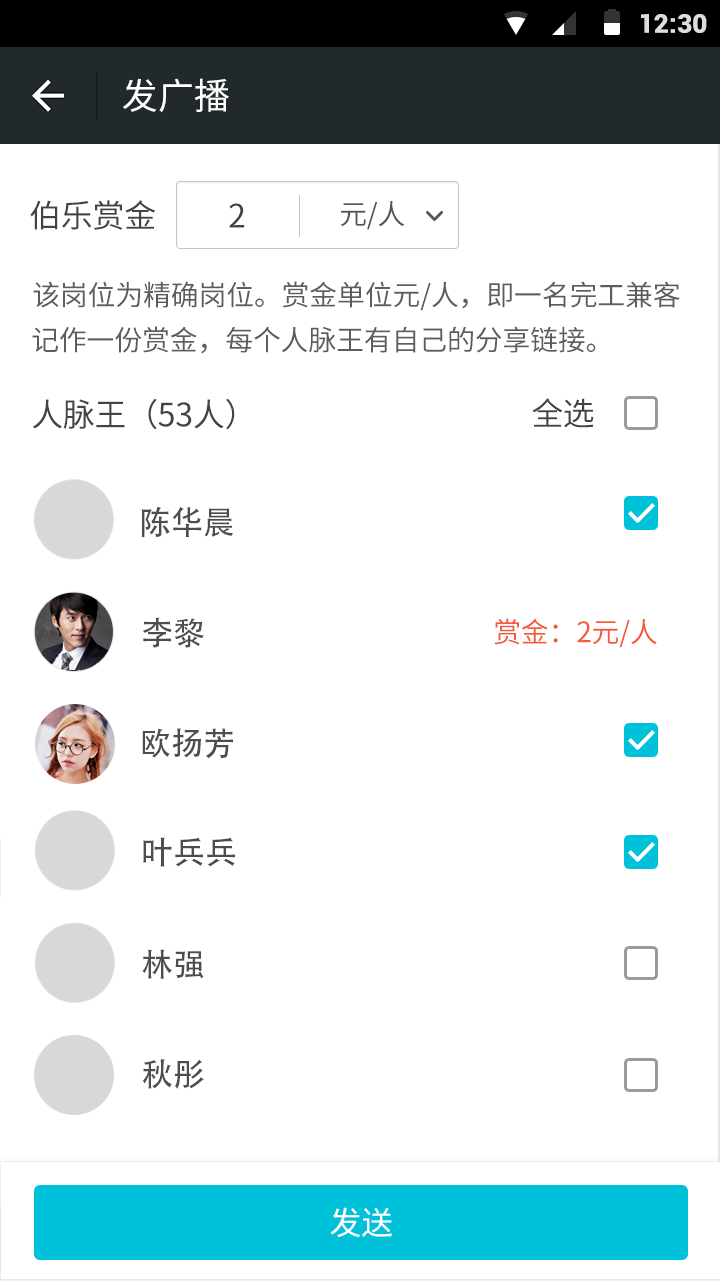 12:30
发广播
伯乐赏金 2 元/人
该岗位为精确岗位。赏金单位元/人，即一名完工兼客
记作一份赏金，每个人脉王有自己的分享链接。
人脉王（53人） 全选
陈华晨
李黎 赏金：2元/人
欧扬芳
叶兵兵
林强
秋彤
发送